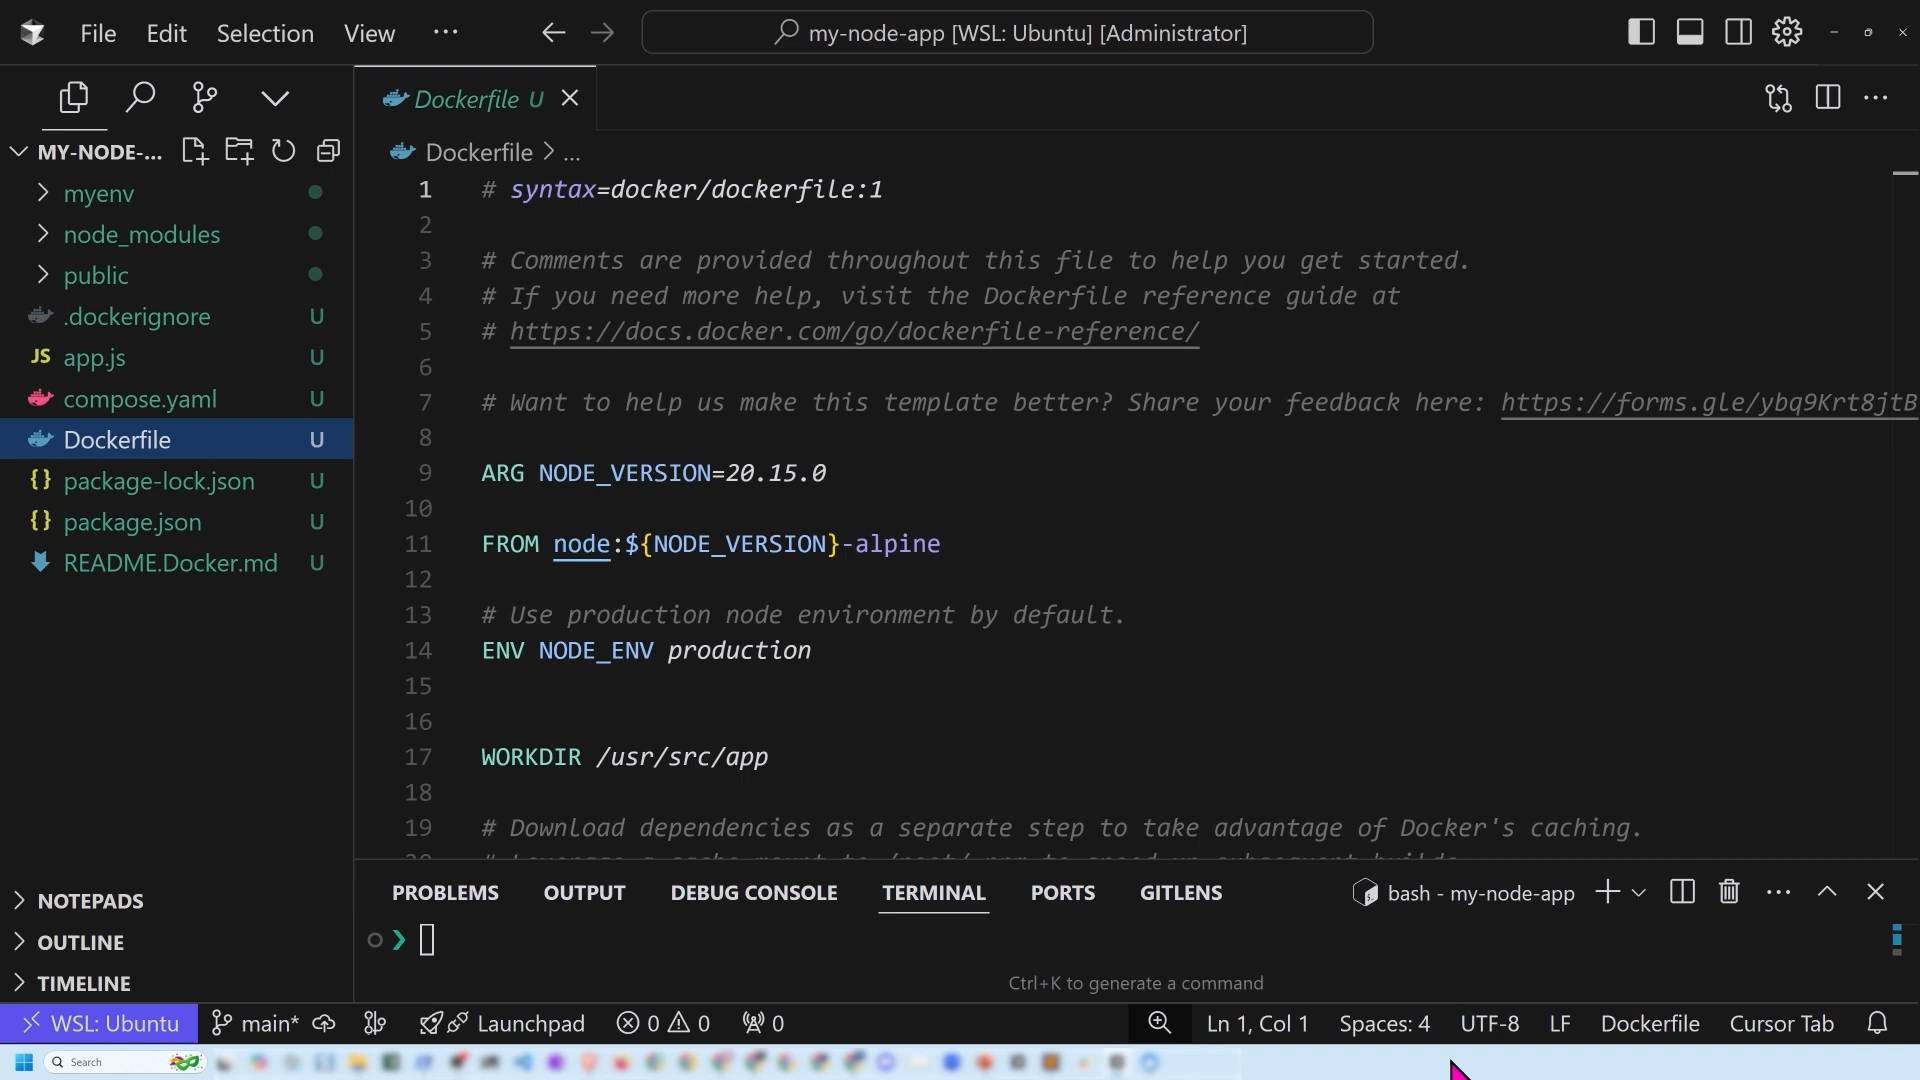 File Edit Selection View ··· my-node-app [WSL: Ubuntu] [Administrator]
Dockerfile U
MY-NODE-...
Dockerfile > ...
myenv
node_modules
public
.dockerignore U
JS app.js U
compose.yaml U
Dockerfile U
{} package-lock.json U
{} package.json U
README.Docker.md U
1 # syntax=docker/dockerfile:1
2
3 # Comments are provided throughout this file to help you get started.
4 # If you need more help, visit the Dockerfile reference guide at
5 # https://docs.docker.com/go/dockerfile-reference/
6
7 # Want to help us make this template better? Share your feedback here: https://forms.gle/ybq9Krt8jtB
8
9 ARG NODE_VERSION=20.15.0
10
11 FROM node:${NODE_VERSION}-alpine
12
13 # Use production node environment by default.
14 ENV NODE_ENV production
15
16
17 WORKDIR /usr/src/app
18
19 # Download dependencies as a separate step to take advantage of Docker's caching.
NOTEPADS
OUTLINE
TIMELINE
PROBLEMS OUTPUT DEBUG CONSOLE TERMINAL PORTS GITLENS bash - my-node-app
Ctrl+K to generate a command
WSL: Ubuntu main* Launchpad 0 0 0 Ln 1, Col 1 Spaces: 4 UTF-8 LF Dockerfile Cursor Tab
Search